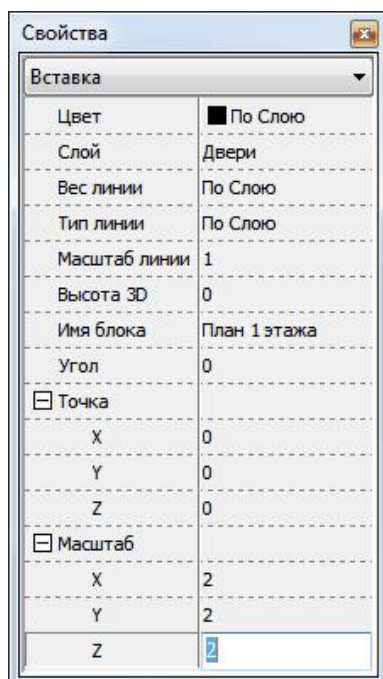 Свойства
Вставка
Цвет По Слою
Слой Двери
Вес линии По Слою
Тип линии По Слою
Масштаб линии 1
Высота 3D 0
Имя блока План 1 этажа
Угол 0
Точка
X 0
Y 0
Z 0
Масштаб
X 2
Y 2
Z 2